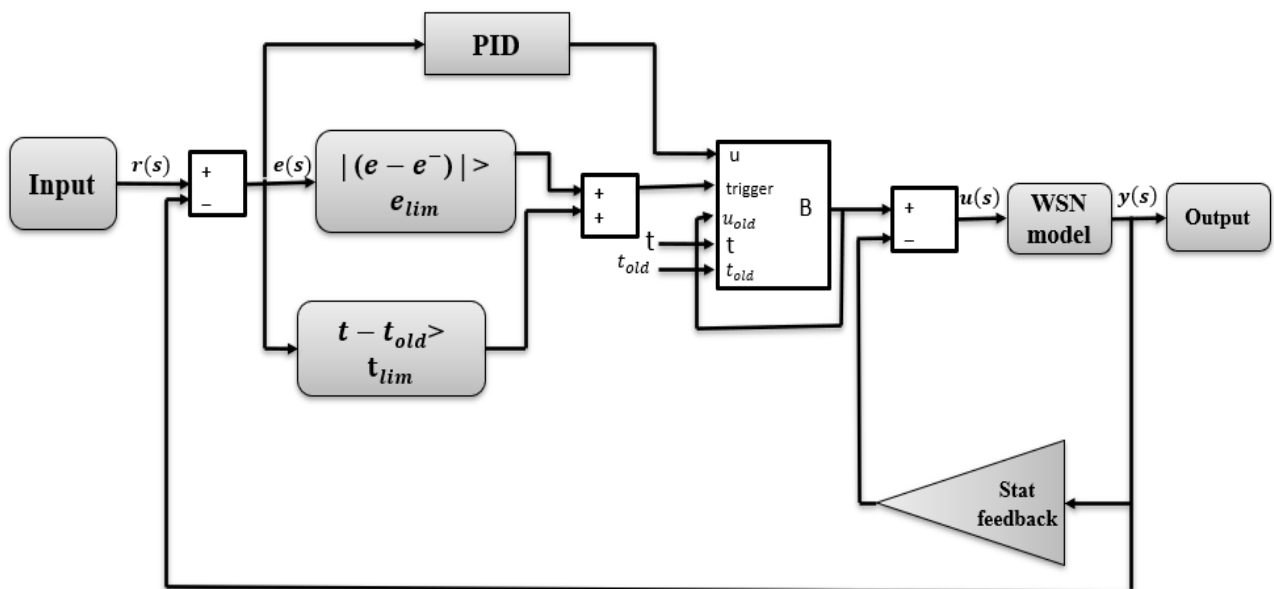 PID
Input
r(s)
+
−
e(s)
| (e − e⁻) | >
e_lim
+
+
t − t_old>
t_lim
t
t_old
u
trigger
u_old
t
t_old
B
+
−
u(s)
WSN
model
y(s)
Output
Stat
feedback